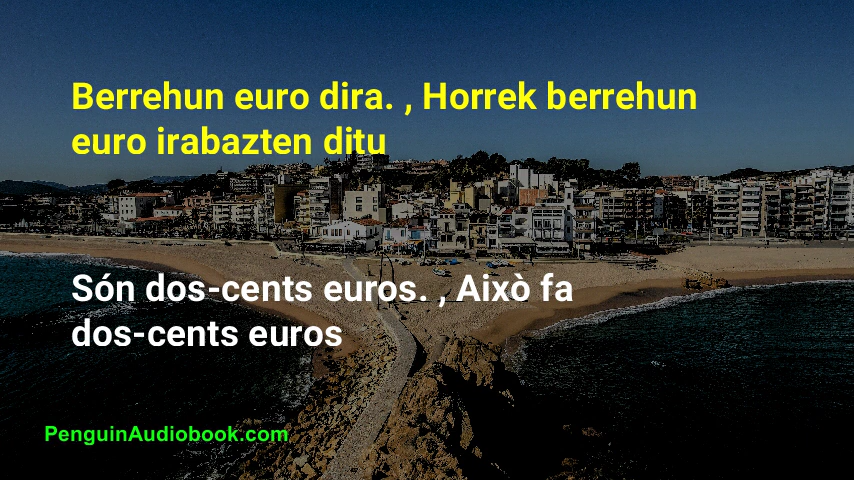 Berrehun euro dira. , Horrek berrehun
euro irabazten ditu
Són dos-cents euros. , Això fa
dos-cents euros
PenguinAudiobook.com